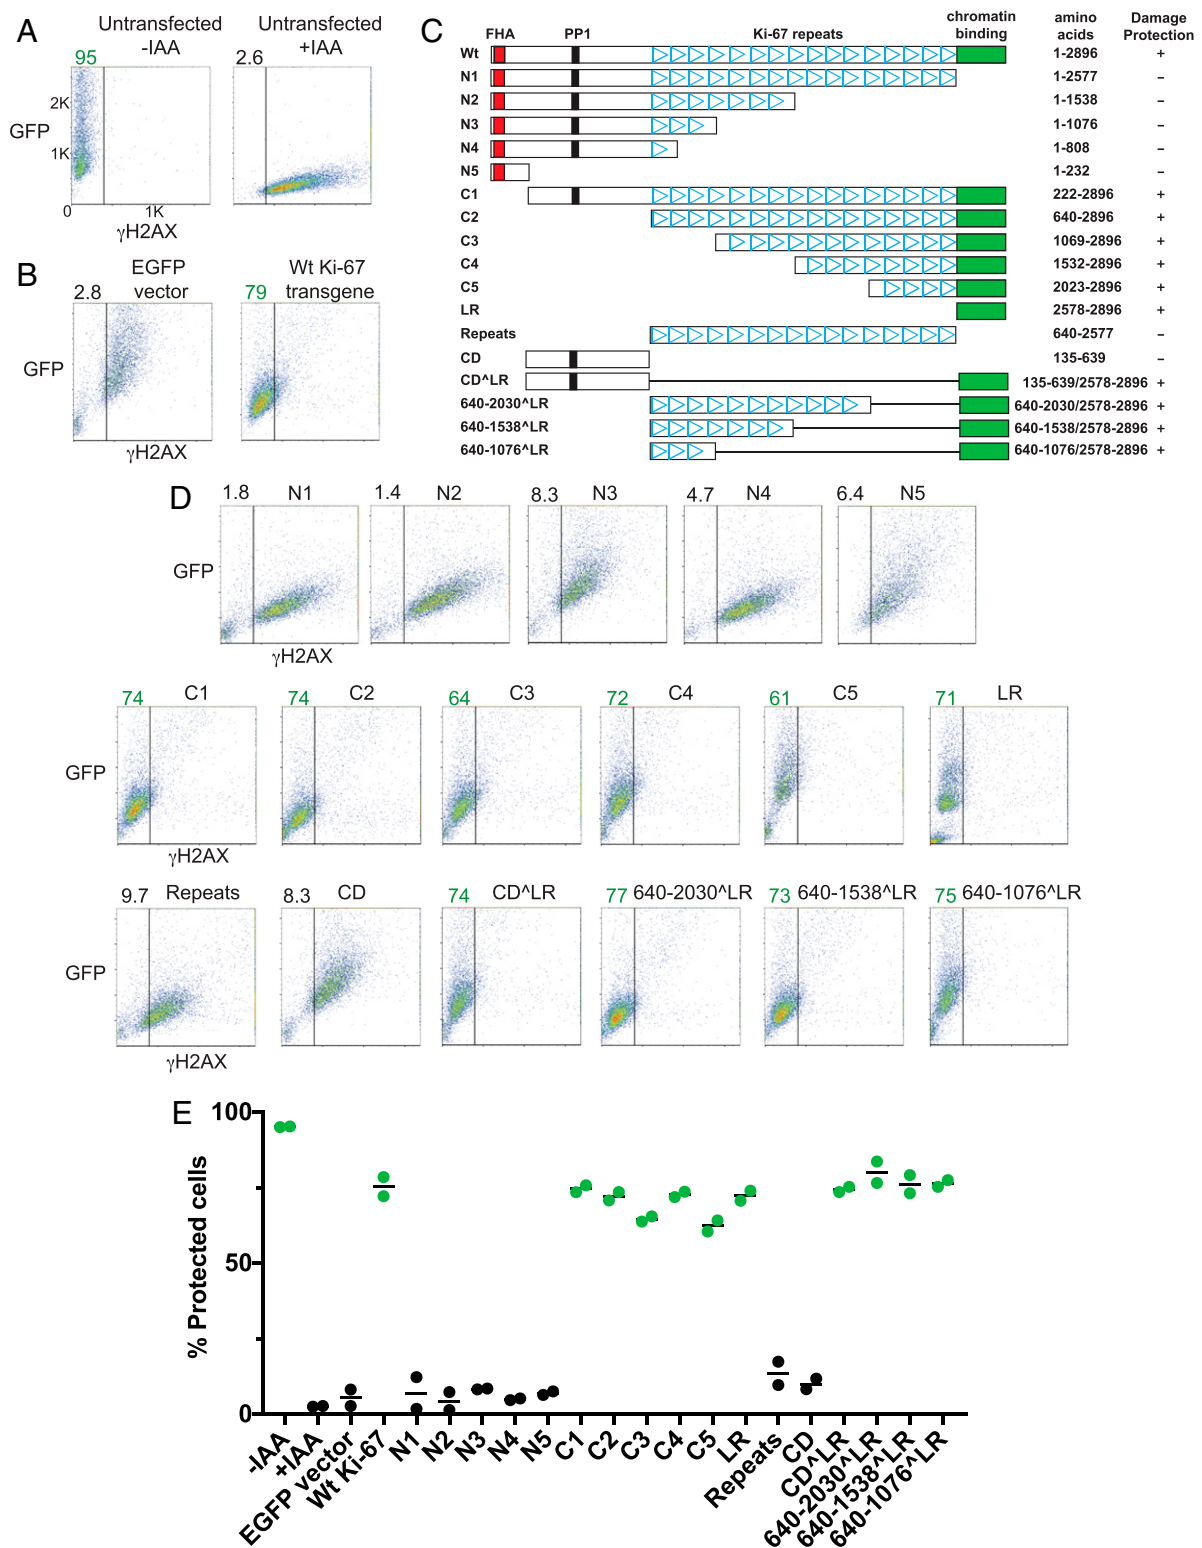 A
Untransfected
-IAA
Untransfected
+IAA
95
2.6
2K
GFP
1K
0
1K
γH2AX
B
EGFP
vector
Wt Ki-67
transgene
2.8
79
GFP
γH2AX
C
FHA
PP1
Ki-67 repeats
chromatin
binding
amino
acids
Damage
Protection
Wt 1-2896 +
N1 1-2577 –
N2 1-1538 –
N3 1-1076 –
N4 1-808 –
N5 1-232 –
C1 222-2896 +
C2 640-2896 +
C3 1069-2896 +
C4 1532-2896 +
C5 2023-2896 +
LR 2578-2896 +
Repeats 640-2577 –
CD 135-639 –
CD^LR 135-639/2578-2896 +
640-2030^LR 640-2030/2578-2896 +
640-1538^LR 640-1538/2578-2896 +
640-1076^LR 640-1076/2578-2896 +
D
1.8 N1
1.4 N2
8.3 N3
4.7 N4
6.4 N5
GFP
γH2AX
74 C1
74 C2
64 C3
72 C4
61 C5
71 LR
GFP
γH2AX
9.7 Repeats
8.3 CD
74 CD^LR
77 640-2030^LR
73 640-1538^LR
75 640-1076^LR
GFP
γH2AX
E
% Protected cells
100
50
0
-IAA
+IAA
EGFP vector
Wt Ki-67
N1
N2
N3
N4
N5
C1
C2
C3
C4
C5
LR
Repeats
CD
CD^LR
640-2030^LR
640-1538^LR
640-1076^LR